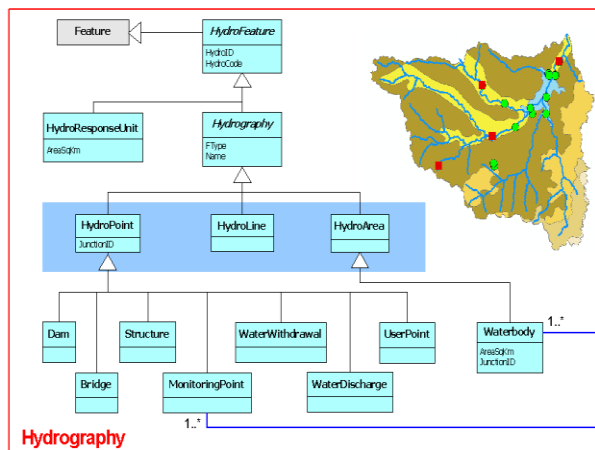 Feature
HydroFeature
HydroID
HydroCode
HydroResponseUnit
AreaSqKm
Hydrography
FType
Name
HydroPoint
JunctionID
HydroLine
HydroArea
Dam
Structure
WaterWithdrawal
UserPoint
Waterbody
AreaSqKm
JunctionID
1..*
Bridge
MonitoringPoint
WaterDischarge
1..*
Hydrography